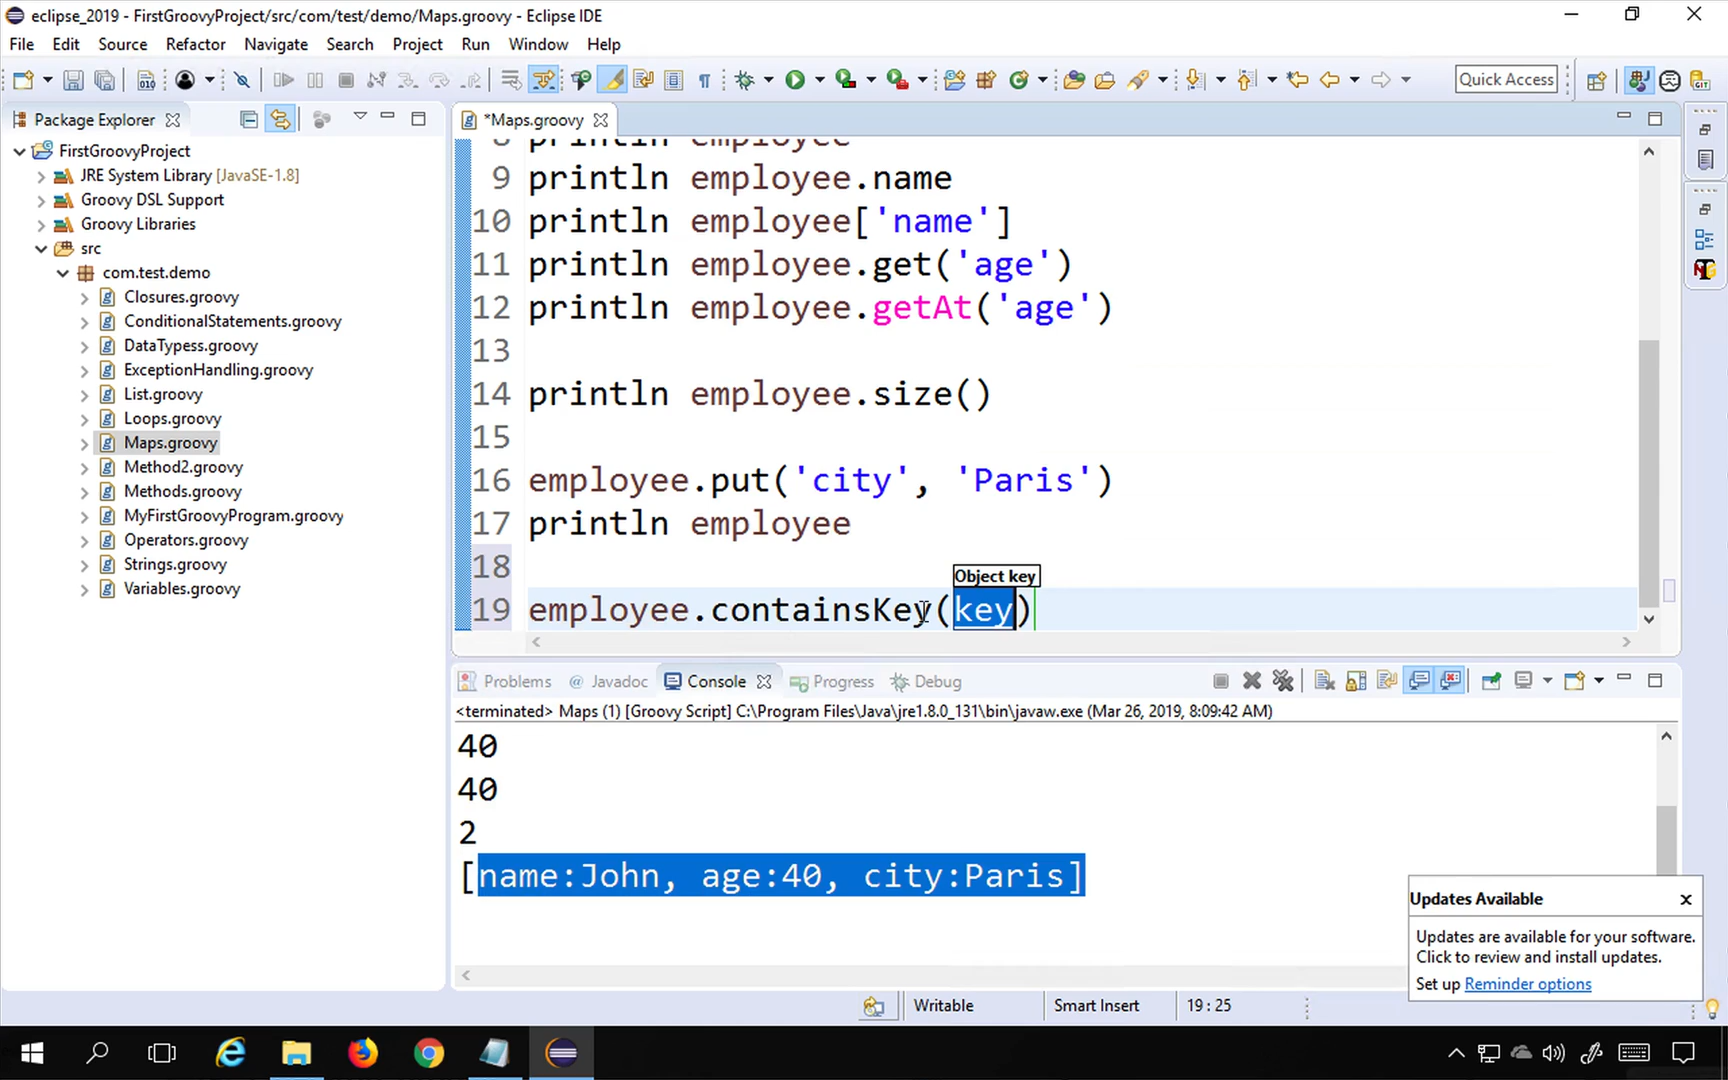 eclipse_2019 - FirstGroovyProject/src/com/test/demo/Maps.groovy - Eclipse IDE
File Edit Source Refactor Navigate Search Project Run Window Help
Quick Access
Package Explorer
FirstGroovyProject
JRE System Library [JavaSE-1.8]
Groovy DSL Support
Groovy Libraries
src
com.test.demo
Closures.groovy
ConditionalStatements.groovy
DataTypess.groovy
ExceptionHandling.groovy
List.groovy
Loops.groovy
Maps.groovy
Method2.groovy
Methods.groovy
MyFirstGroovyProgram.groovy
Operators.groovy
Strings.groovy
Variables.groovy
*Maps.groovy
8 println employee
9 println employee.name
10 println employee['name']
11 println employee.get('age')
12 println employee.getAt('age')
13
14 println employee.size()
15
16 employee.put('city', 'Paris')
17 println employee
18
Object key
19 employee.containsKey(key)
Problems @ Javadoc Console Progress Debug
<terminated> Maps (1) [Groovy Script] C:\Program Files\Java\jre1.8.0_131\bin\javaw.exe (Mar 26, 2019, 8:09:42 AM)
40
40
2
[name:John, age:40, city:Paris]
Updates Available
Updates are available for your software.
Click to review and install updates.
Set up Reminder options
Writable Smart Insert 19 : 25